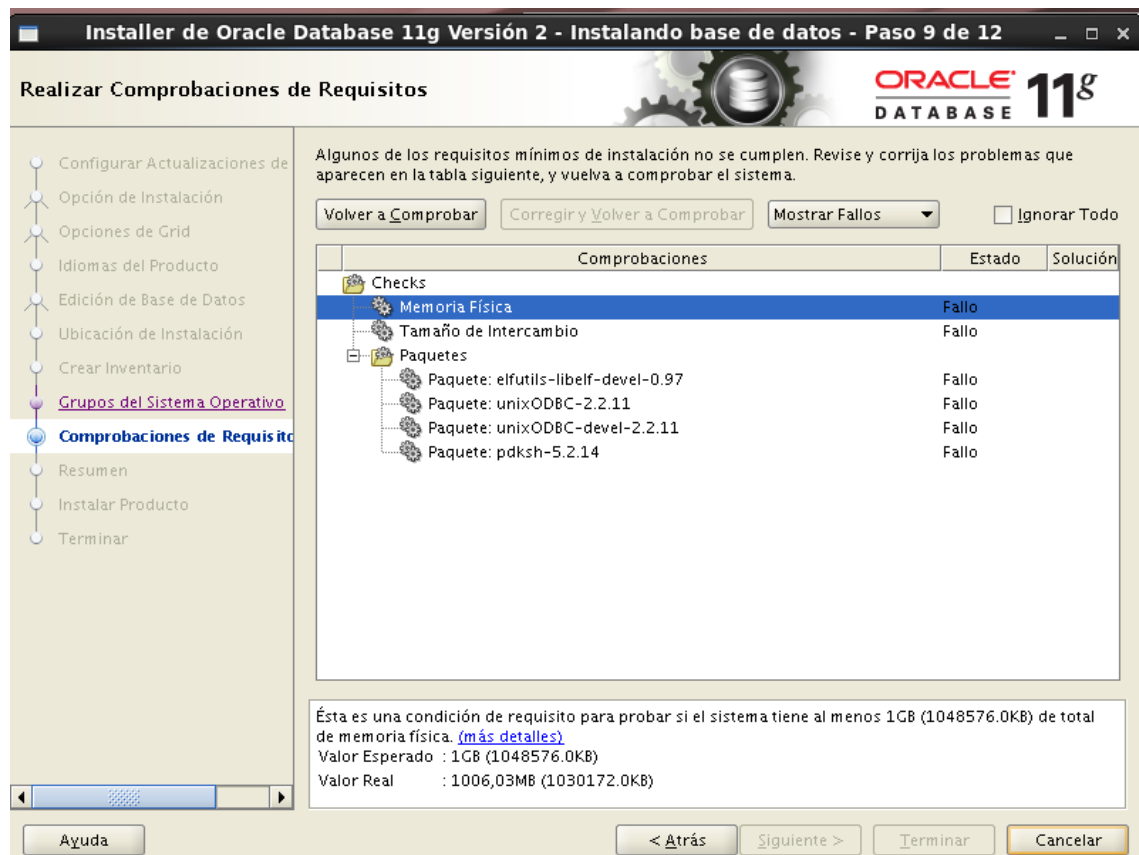 Installer de Oracle Database 11g Versión 2 - Instalando base de datos - Paso 9 de 12
Realizar Comprobaciones de Requisitos
ORACLE DATABASE 11g
Configurar Actualizaciones de
Opción de Instalación
Opciones de Grid
Idiomas del Producto
Edición de Base de Datos
Ubicación de Instalación
Crear Inventario
Grupos del Sistema Operativo
Comprobaciones de Requisito
Resumen
Instalar Producto
Terminar
Algunos de los requisitos mínimos de instalación no se cumplen. Revise y corrija los problemas que
aparecen en la tabla siguiente, y vuelva a comprobar el sistema.
Volver a Comprobar Corregir y Volver a Comprobar Mostrar Fallos Ignorar Todo
Comprobaciones Estado Solución
Checks
Memoria Física Fallo
Tamaño de Intercambio Fallo
Paquetes
Paquete: elfutils-libelf-devel-0.97 Fallo
Paquete: unixODBC-2.2.11 Fallo
Paquete: unixODBC-devel-2.2.11 Fallo
Paquete: pdksh-5.2.14 Fallo
Ésta es una condición de requisito para probar si el sistema tiene al menos 1GB (1048576.0KB) de total
de memoria física. (más detalles)
Valor Esperado : 1GB (1048576.0KB)
Valor Real : 1006,03MB (1030172.0KB)
Ayuda < Atrás Siguiente > Terminar Cancelar